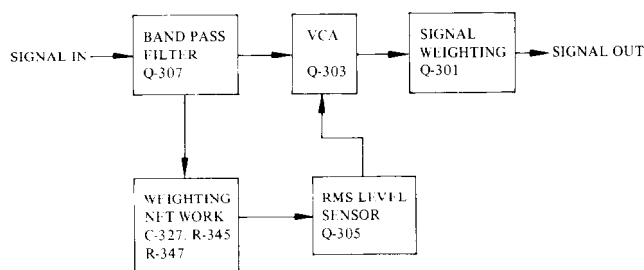 BAND PASS
FILTER
Q-307
VCA
Q-303
SIGNAL
WEIGHTING
Q-301
SIGNAL IN
SIGNAL OUT
WEIGHTING
NET WORK
C-327, R-345
R-347
RMS LEVEL
SENSOR
Q-305